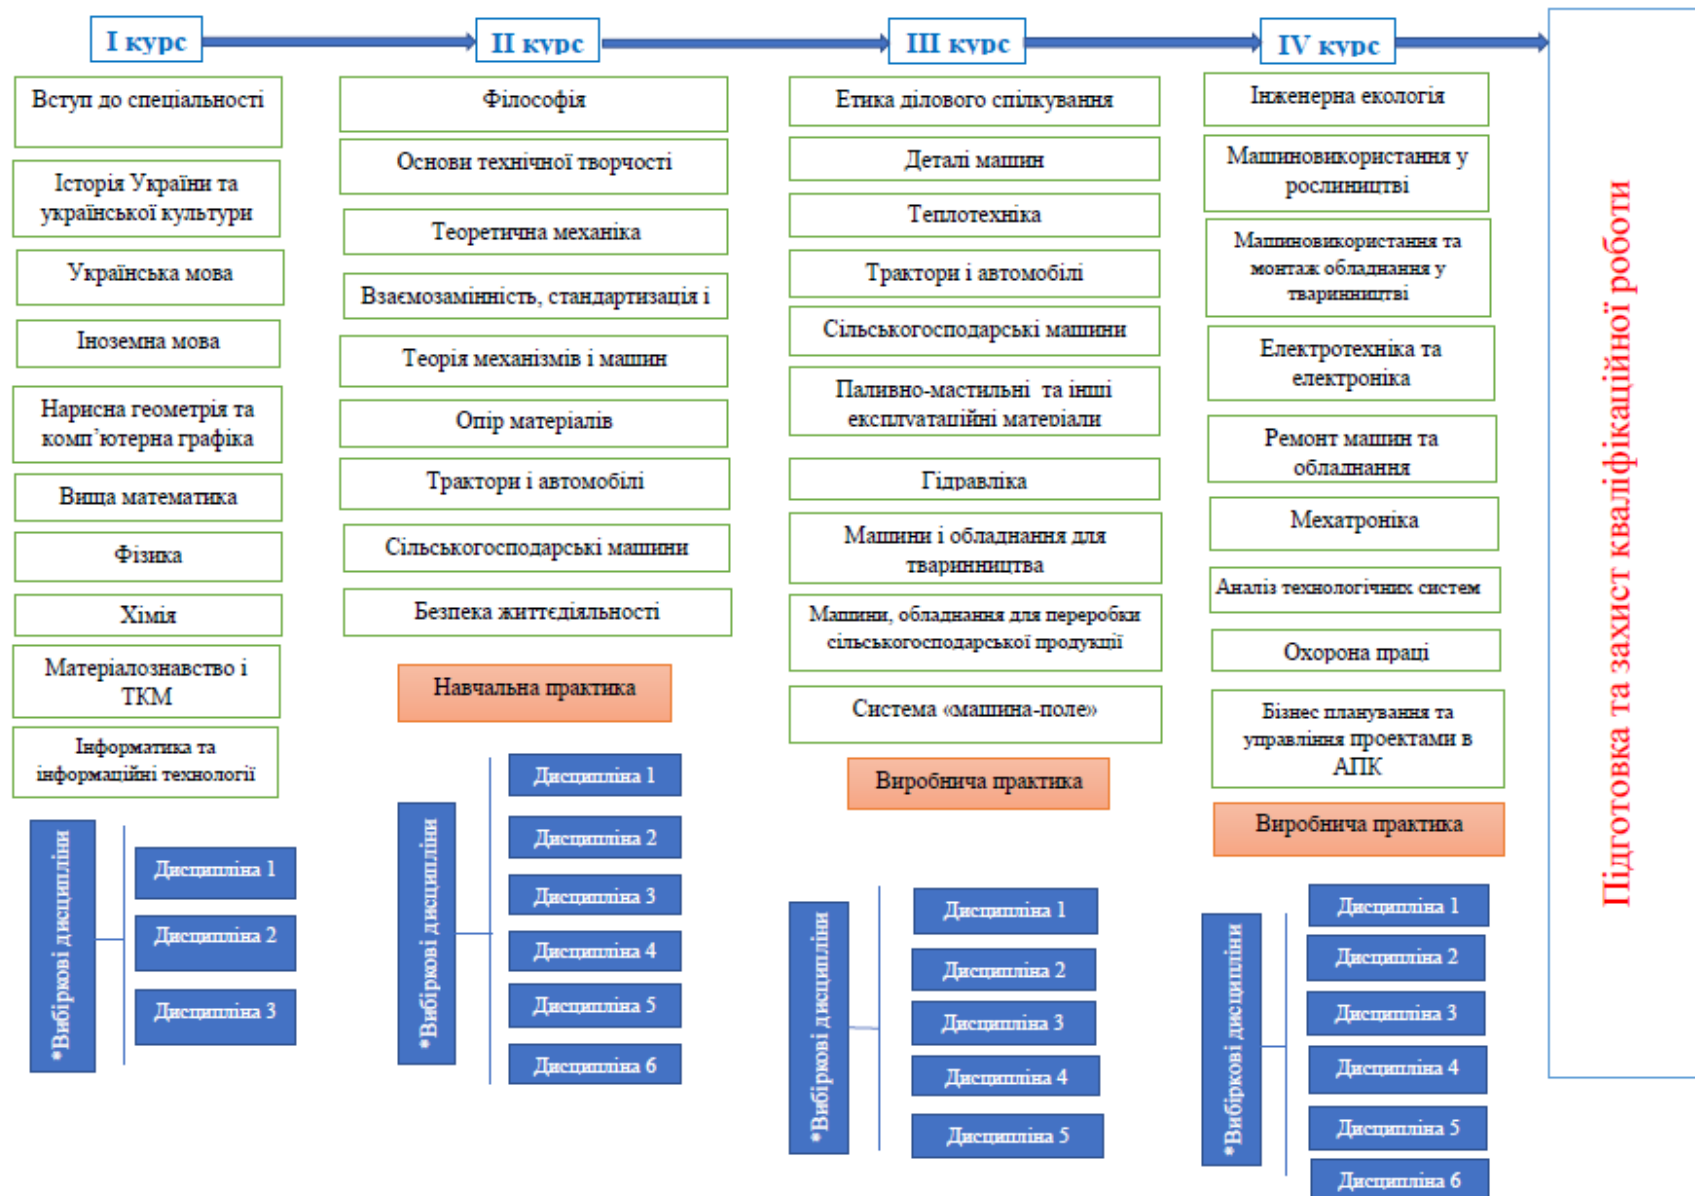 I курс
II курс
III курс
IV курс
Вступ до спеціальності
Історія України та
української культури
Українська мова
Іноземна мова
Нарисна геометрія та
комп’ютерна графіка
Вища математика
Фізика
Хімія
Матеріалознавство і
ТКМ
Інформатика та
інформаційні технології
*Вибіркові дисципліни
Дисципліна 1
Дисципліна 2
Дисципліна 3
Філософія
Основи технічної творчості
Теоретична механіка
Взаємозамінність, стандартизація і
Теорія механізмів і машин
Опір матеріалів
Трактори і автомобілі
Сільськогосподарські машини
Безпека життєдіяльності
Навчальна практика
*Вибіркові дисципліни
Дисципліна 1
Дисципліна 2
Дисципліна 3
Дисципліна 4
Дисципліна 5
Дисципліна 6
Етика ділового спілкування
Деталі машин
Теплотехніка
Трактори і автомобілі
Сільськогосподарські машини
Паливно-мастильні та інші
експлуатаційні матеріали
Гідравліка
Машини і обладнання для
тваринництва
Машини, обладнання для переробки
сільськогосподарської продукції
Система «машина-поле»
Виробнича практика
*Вибіркові дисципліни
Дисципліна 1
Дисципліна 2
Дисципліна 3
Дисципліна 4
Дисципліна 5
Інженерна екологія
Машиновикористання у
рослиництві
Машиновикористання та
монтаж обладнання у
тваринництві
Електротехніка та
електроніка
Ремонт машин та
обладнання
Мехатроніка
Аналіз технологічних систем
Охорона праці
Бізнес планування та
управління проектами в
АПК
Виробнича практика
*Вибіркові дисципліни
Дисципліна 1
Дисципліна 2
Дисципліна 3
Дисципліна 4
Дисципліна 5
Дисципліна 6
Підготовка та захист кваліфікаційної роботи